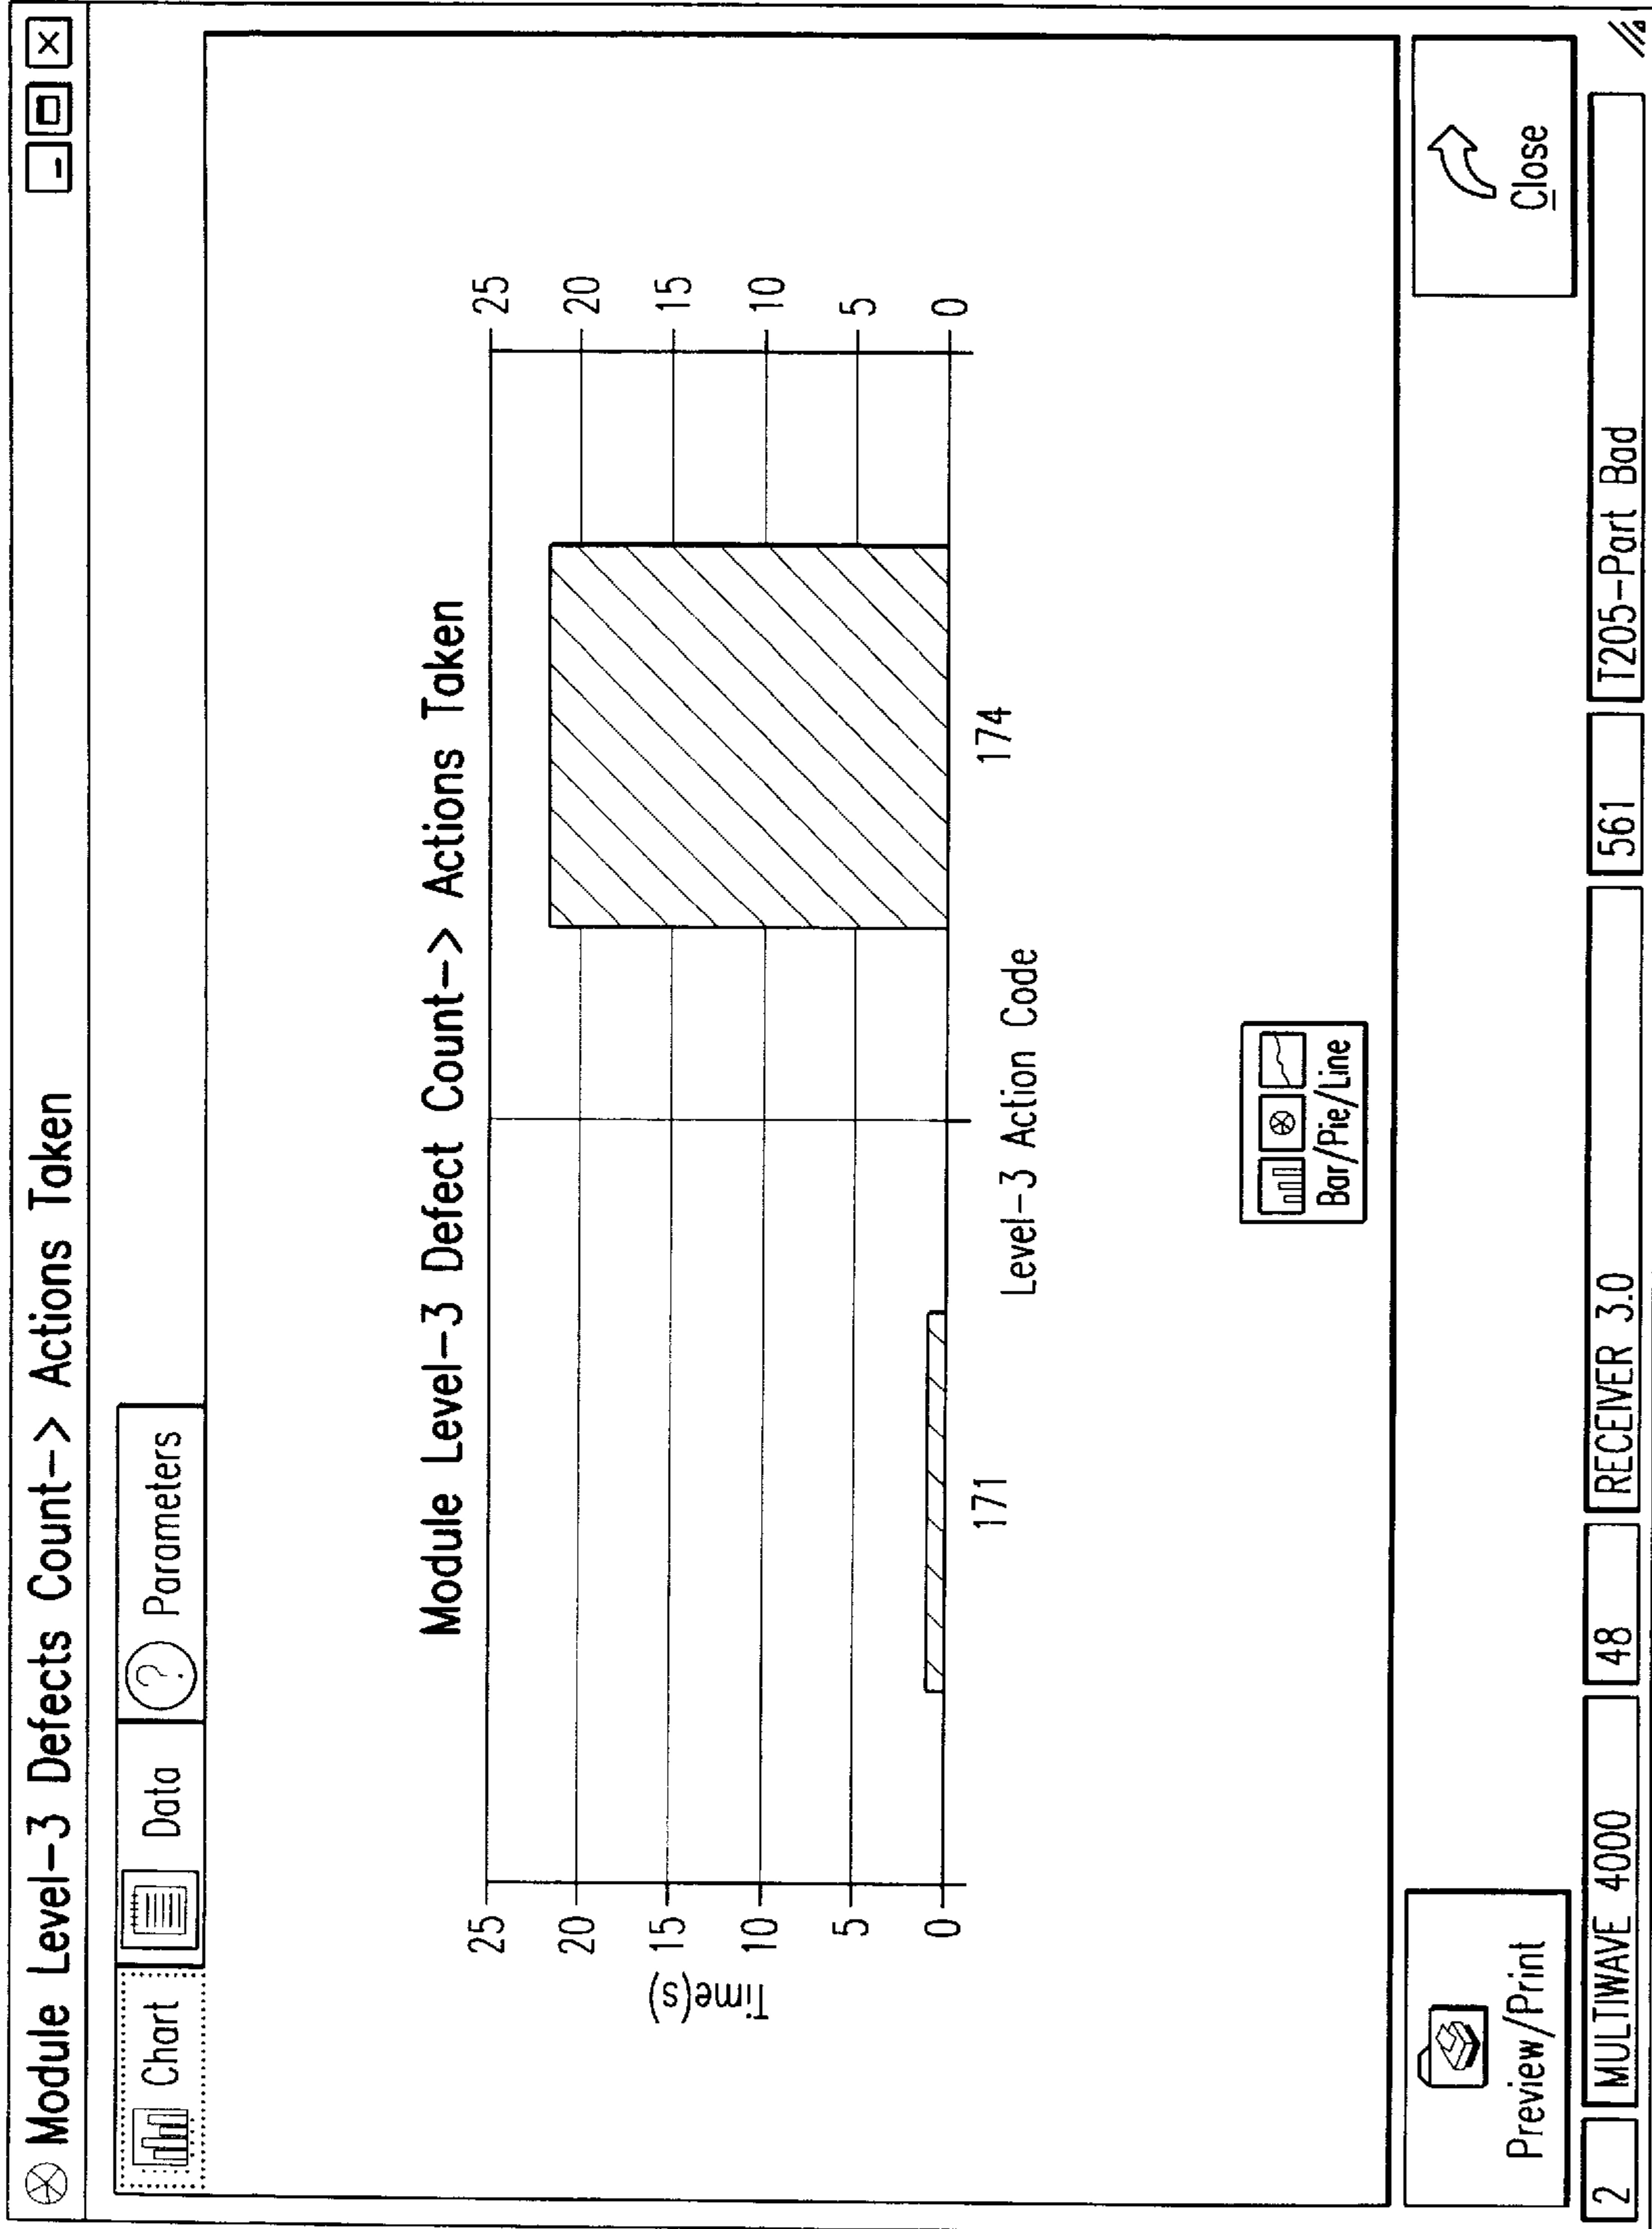 Module Level-3 Defects Count-> Actions Taken
Chart
Data
? Parameters
Module Level-3 Defect Count-> Actions Taken
Time(s)
25
20
15
10
5
0
25
20
15
10
5
0
171
174
Level-3 Action Code
Bar/Pie/Line
Preview/Print
Close
2
MULTIWAVE 4000
48
RECEIVER 3.0
561
T205-Part Bad